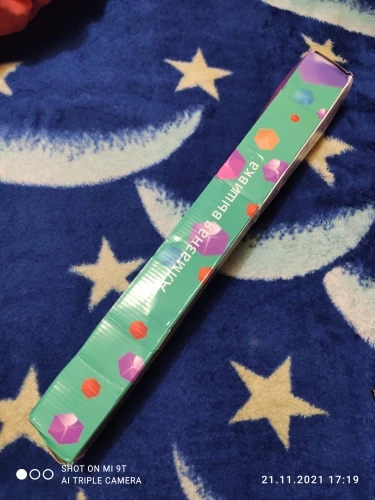 Алмазная вышивка
SHOT ON MI 9T
AI TRIPLE CAMERA
21.11.2021 17:19